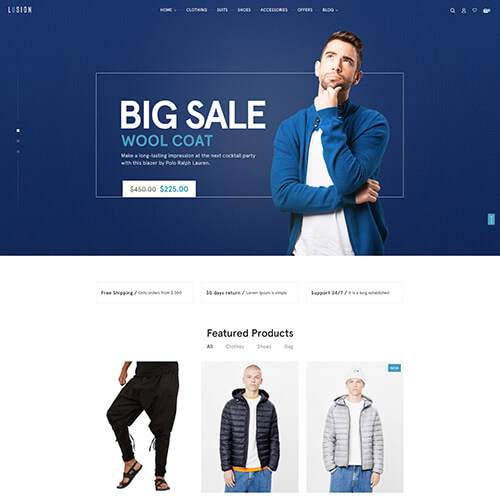 LUSION
HOME CLOTHING SUITS SHOES ACCESSORIES OFFERS BLOG
BIG SALE
WOOL COAT
Make a long-lasting impression at the next cocktail party
with this blazer by Polo Ralph Lauren.
$450.00 $225.00
Free Shipping / Only orders from $300
30 days return / Lorem Ipsum is simply
Support 24/7 / It is a long established
Featured Products
All Clothes Shoes Bag
NEW